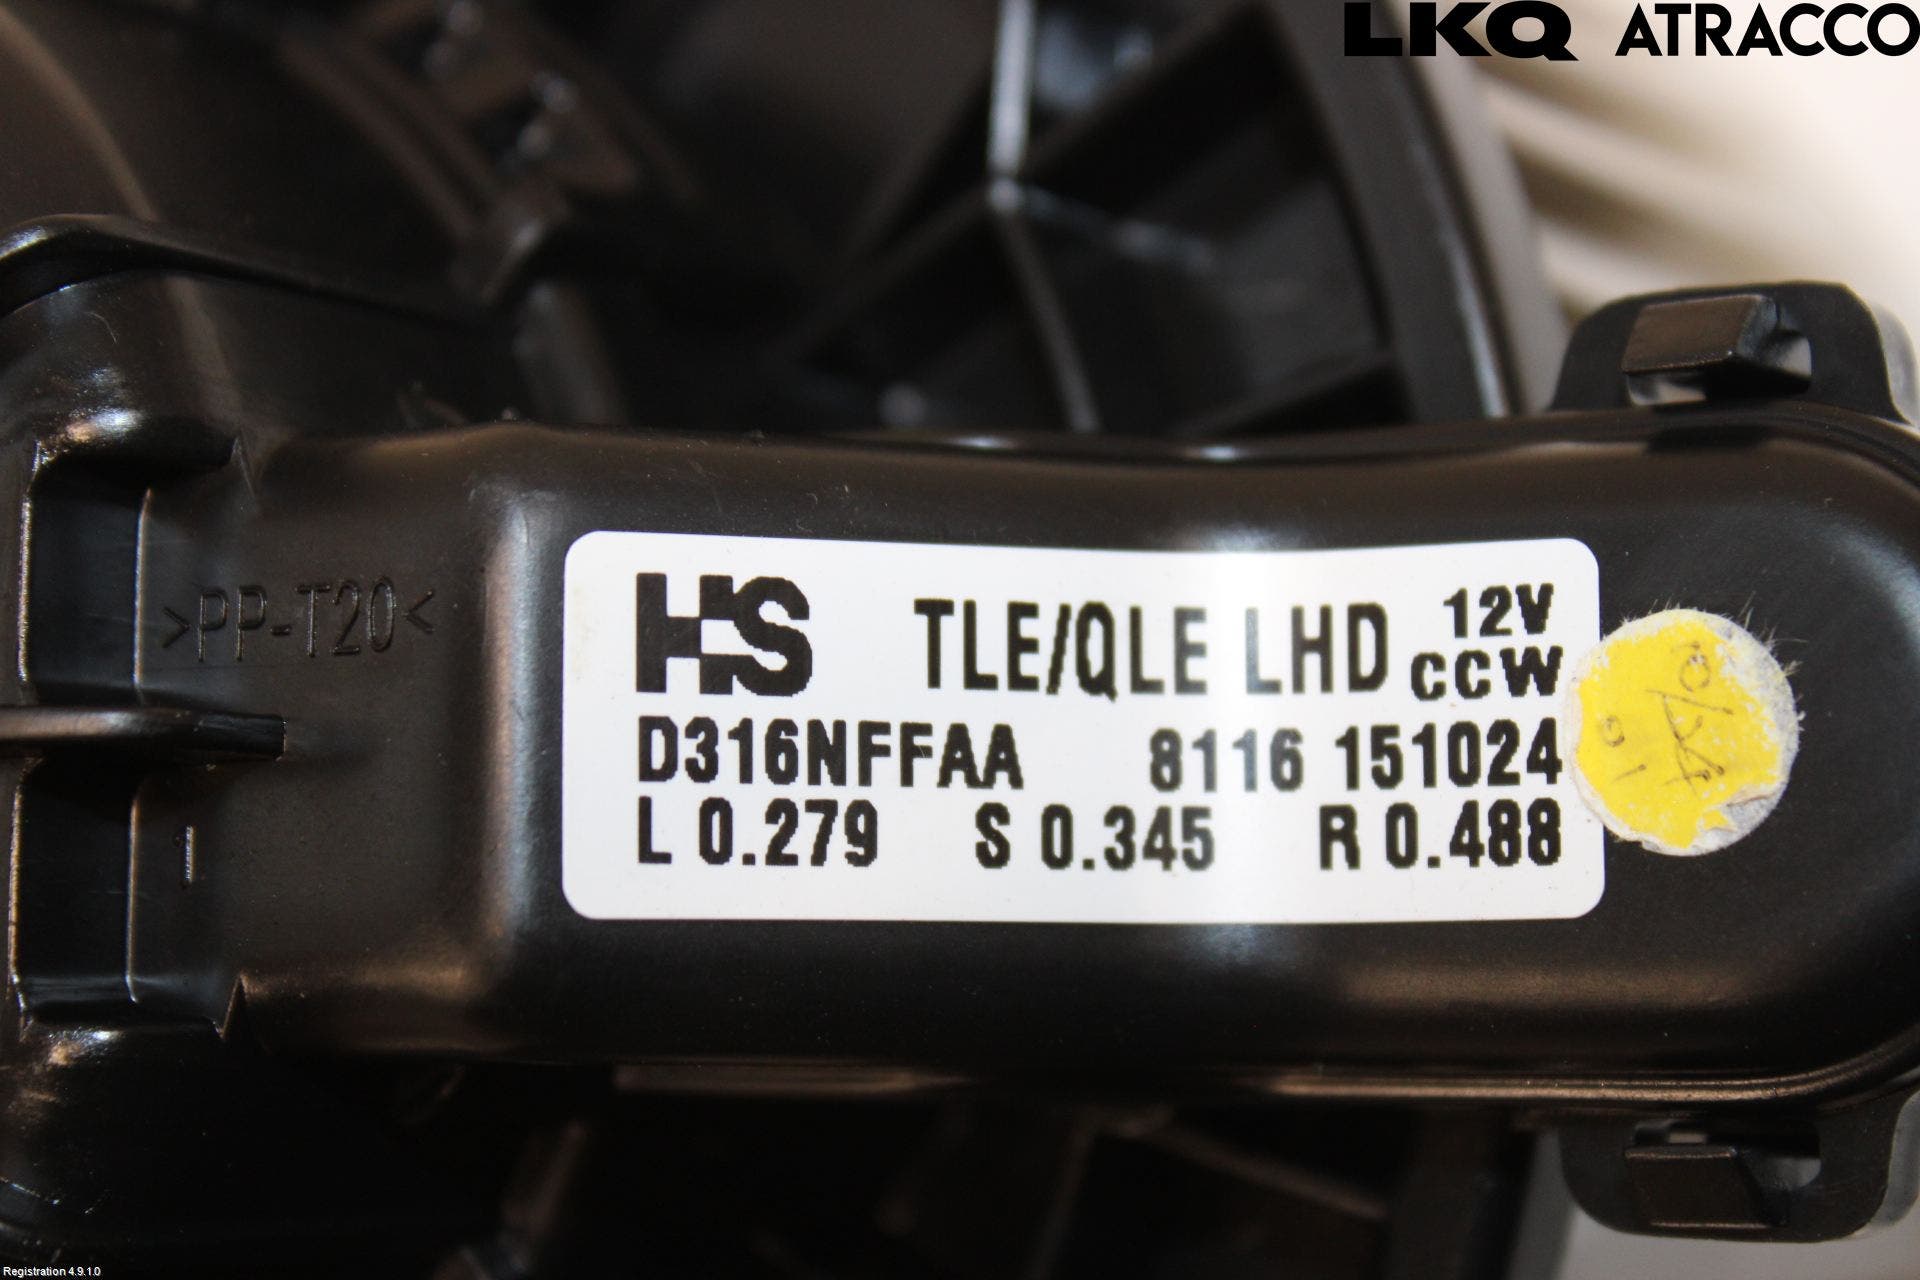 LKQ ATRACCO
>PP-T20<
1
HS TLE/QLE LHD 12V
CCW
D316NFFAA 8116 151024
L 0.279 S 0.345 R 0.488
Registration 4.9.1.0